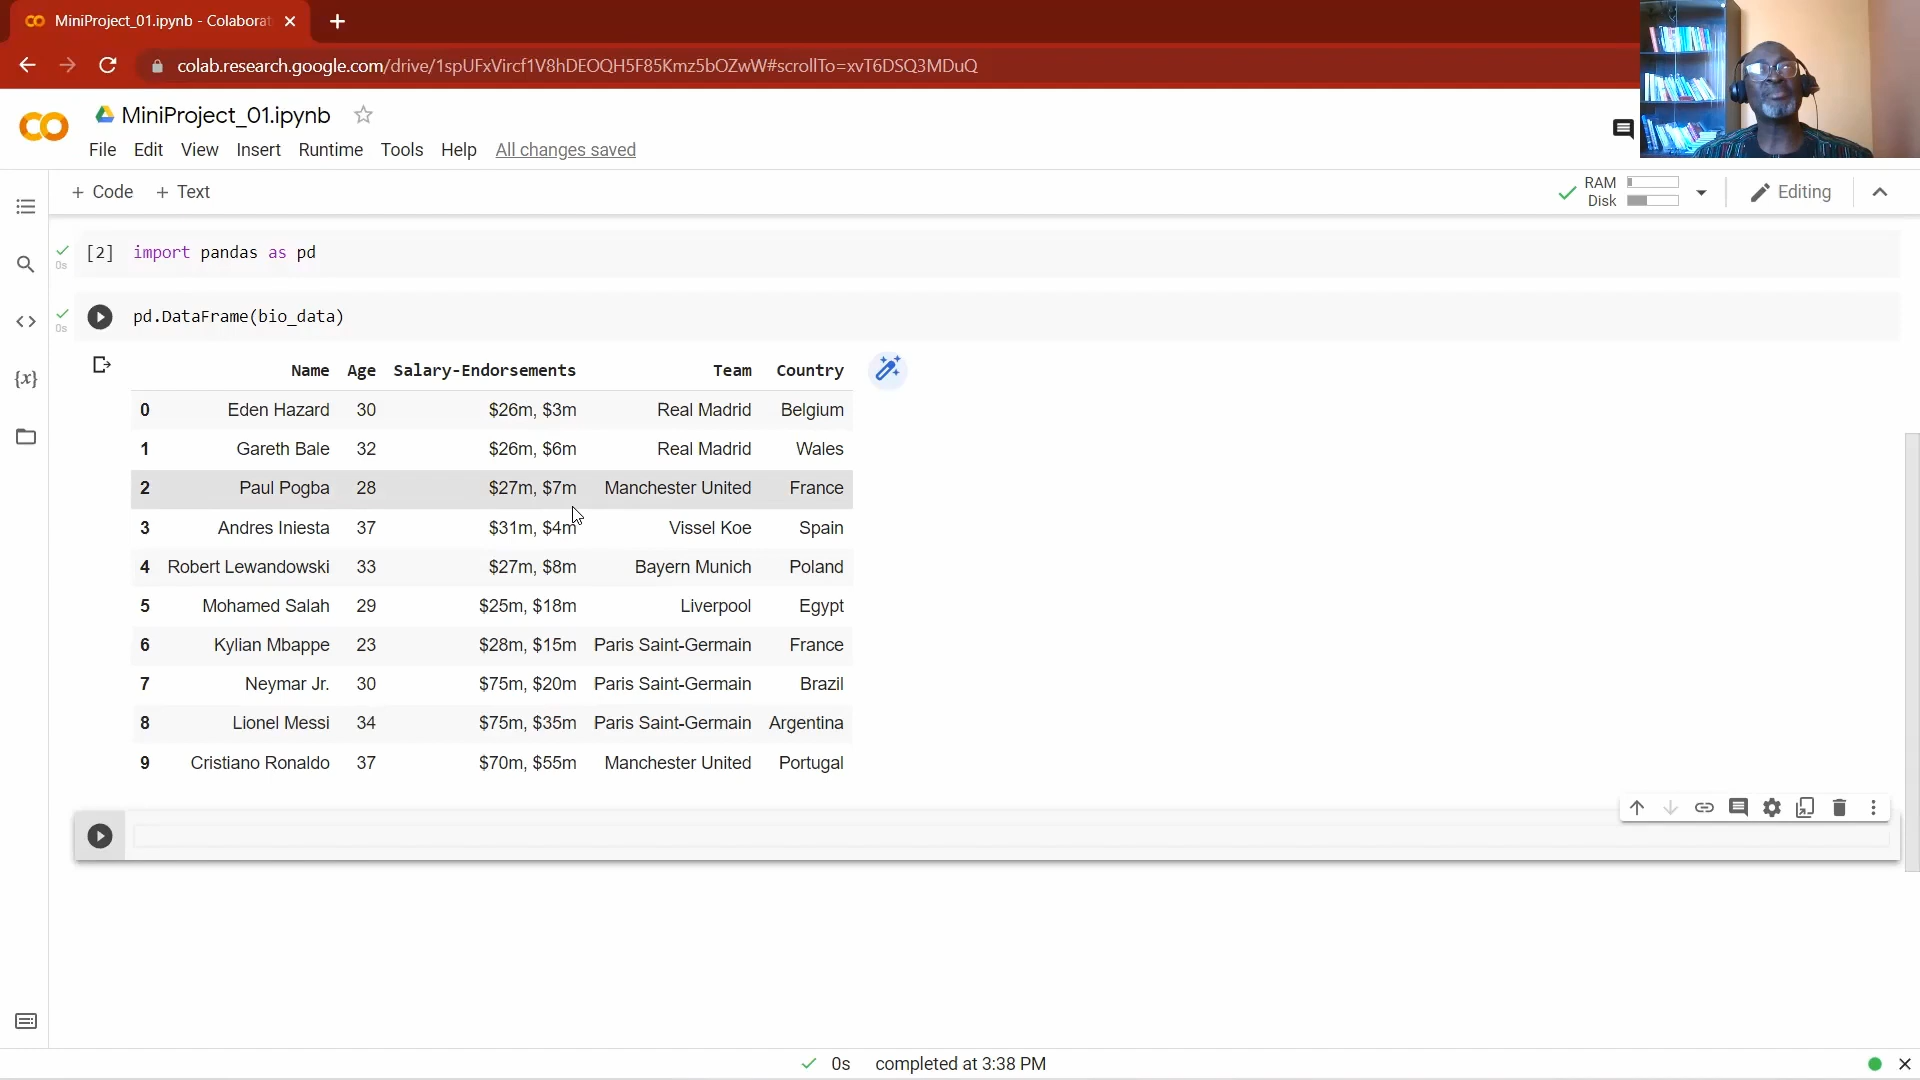 MiniProject_01.ipynb - Colaborat
colab.research.google.com/drive/1spUFxVircf1V8hDEOQH5F85Kmz5bOZwW#scrollTo=xvT6DSQ3MDuQ
MiniProject_01.ipynb
File Edit View Insert Runtime Tools Help All changes saved
+ Code + Text
RAM
Disk
Editing
[2] import pandas as pd
0s
pd.DataFrame(bio_data)
0s
{x}
Name Age Salary-Endorsements Team Country
0 Eden Hazard 30 $26m, $3m Real Madrid Belgium
1 Gareth Bale 32 $26m, $6m Real Madrid Wales
2 Paul Pogba 28 $27m, $7m Manchester United France
3 Andres Iniesta 37 $31m, $4m Vissel Koe Spain
4 Robert Lewandowski 33 $27m, $8m Bayern Munich Poland
5 Mohamed Salah 29 $25m, $18m Liverpool Egypt
6 Kylian Mbappe 23 $28m, $15m Paris Saint-Germain France
7 Neymar Jr. 30 $75m, $20m Paris Saint-Germain Brazil
8 Lionel Messi 34 $75m, $35m Paris Saint-Germain Argentina
9 Cristiano Ronaldo 37 $70m, $55m Manchester United Portugal
0s completed at 3:38 PM